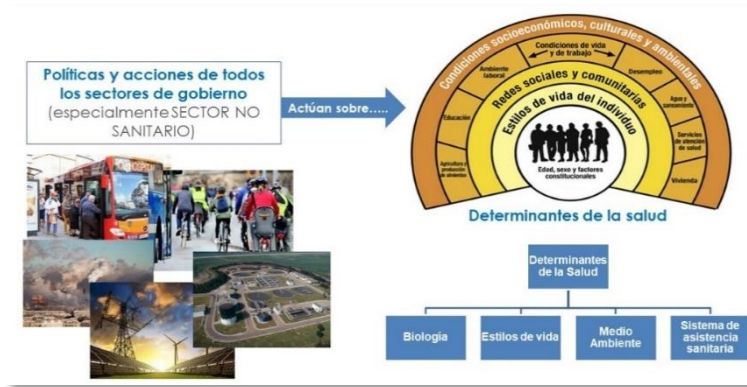 Políticas y acciones de todos
los sectores de gobierno
(especialmente SECTOR NO
SANITARIO)
Actúan sobre.....
Condiciones socioeconómicos, culturales y ambientales
Condiciones de vida
y de trabajo
Ambiente
laboral
Desempleo
Redes sociales y comunitarias
Educación
Agua y
saneamiento
Estilos de vida del individuo
Servicios
de atención
de salud
Agricultura y
producción
de alimentos
Vivienda
Edad, sexo y factores
constitucionales
Determinantes de la salud
Determinantes
de la Salud
Biología
Estilos de vida
Medio
Ambiente
Sistema de
asistencia
sanitaria